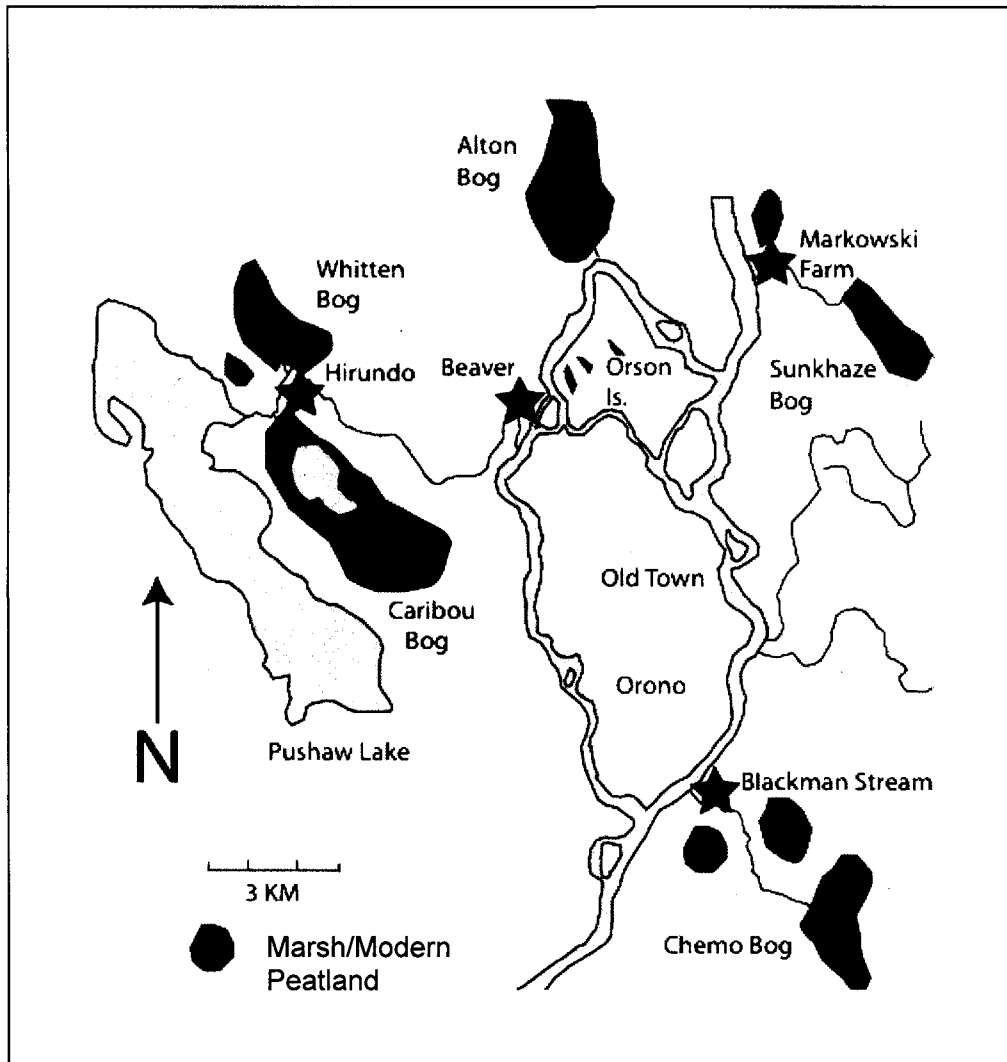 Alton
Bog
Markowski
Farm
Whitten
Bog
Hirundo
Beaver
Orson
Is.
Sunkhaze
Bog
Old Town
Caribou
Bog
Orono
Pushaw Lake
N
Blackman Stream
3 KM
Chemo Bog
Marsh/Modern
Peatland